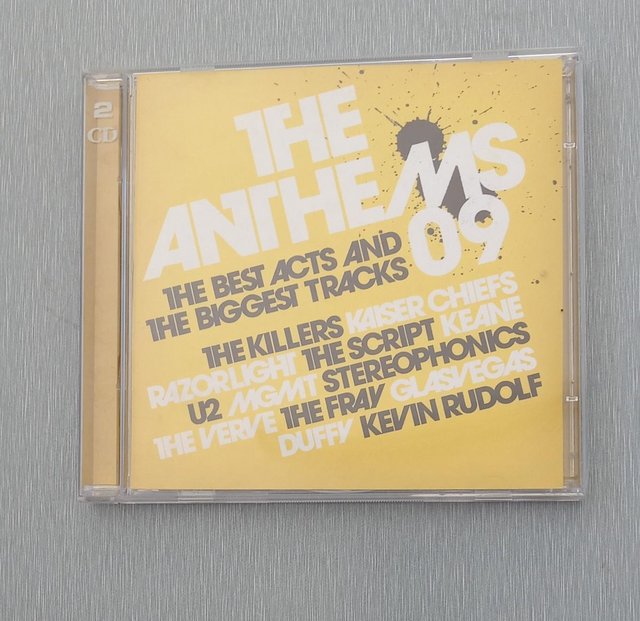 2
CD
THE
ANTHEMS
09
THE BEST ACTS AND
THE BIGGEST TRACKS
THE KILLERS KAISER CHIEFS
RAZORLIGHT THE SCRIPT KEANE
U2 MGMT STEREOPHONICS
THE VERVE THE FRAY GLASVEGAS
DUFFY KEVIN RUDOLF